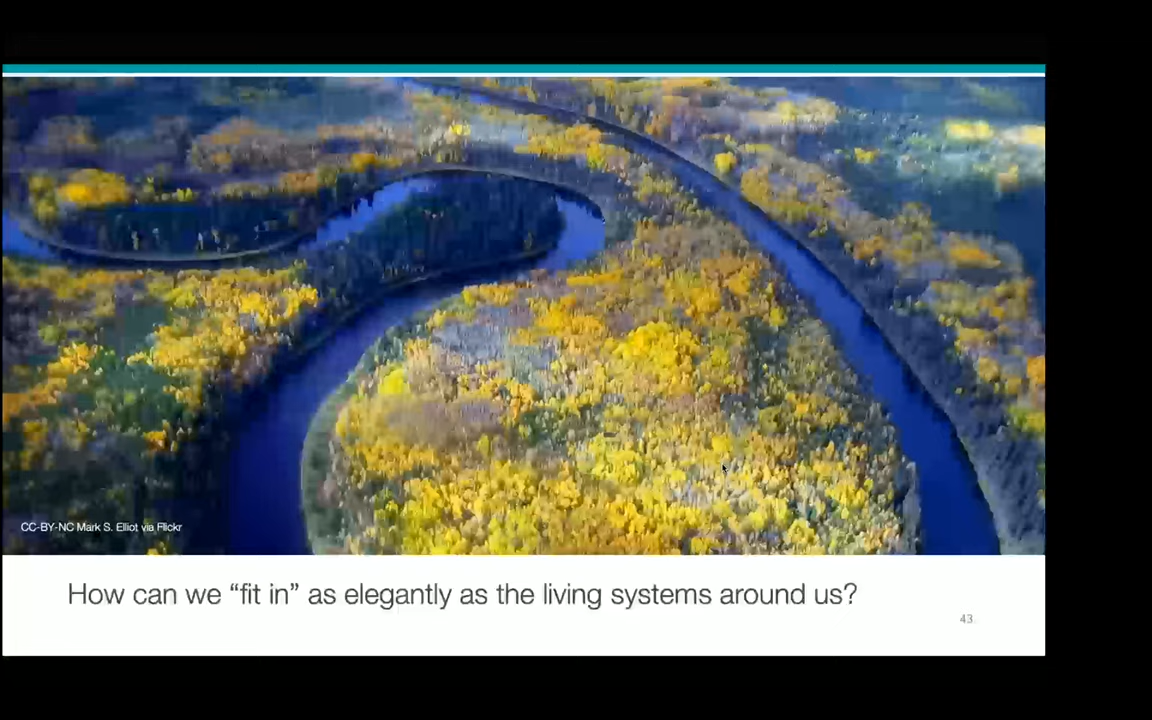 CC-BY-NC Mark S. Elliot via Flickr
How can we “fit in” as elegantly as the living systems around us?
43